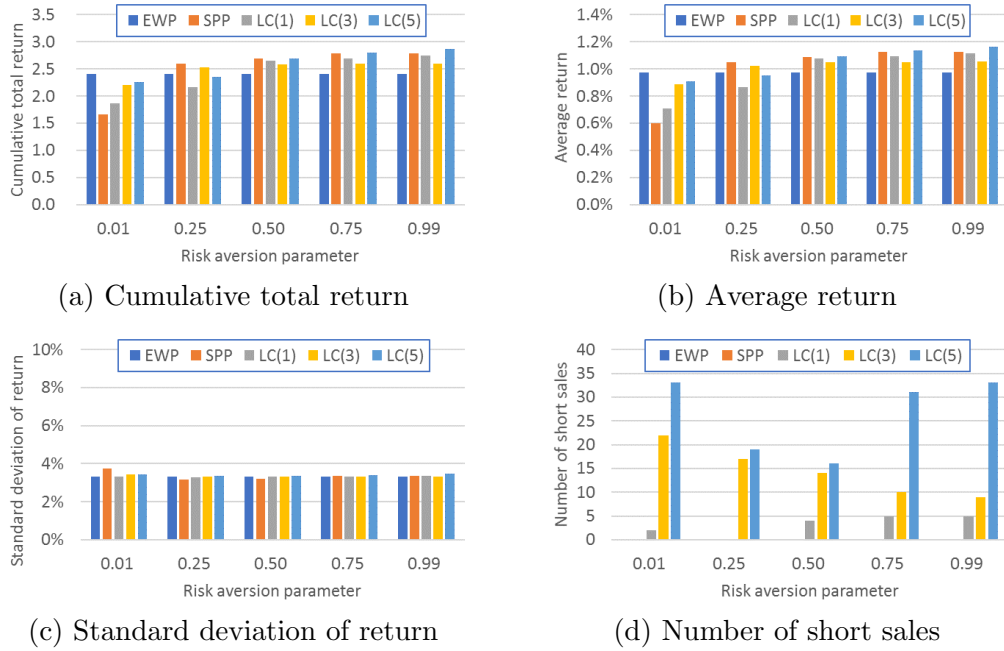 Cumulative total return
3.5
3.0
2.5
2.0
1.5
1.0
0.5
0.0
EWP SPP LC(1) LC(3) LC(5)
0.01 0.25 0.50 0.75 0.99
Risk aversion parameter
(a) Cumulative total return
Average return
1.4%
1.2%
1.0%
0.8%
0.6%
0.4%
0.2%
0.0%
EWP SPP LC(1) LC(3) LC(5)
0.01 0.25 0.50 0.75 0.99
Risk aversion parameter
(b) Average return
Standard deviation of return
10%
8%
6%
4%
2%
0%
EWP SPP LC(1) LC(3) LC(5)
0.01 0.25 0.50 0.75 0.99
Risk aversion parameter
(c) Standard deviation of return
Number of short sales
40
35
30
25
20
15
10
5
0
EWP SPP LC(1) LC(3) LC(5)
0.01 0.25 0.50 0.75 0.99
Risk aversion parameter
(d) Number of short sales